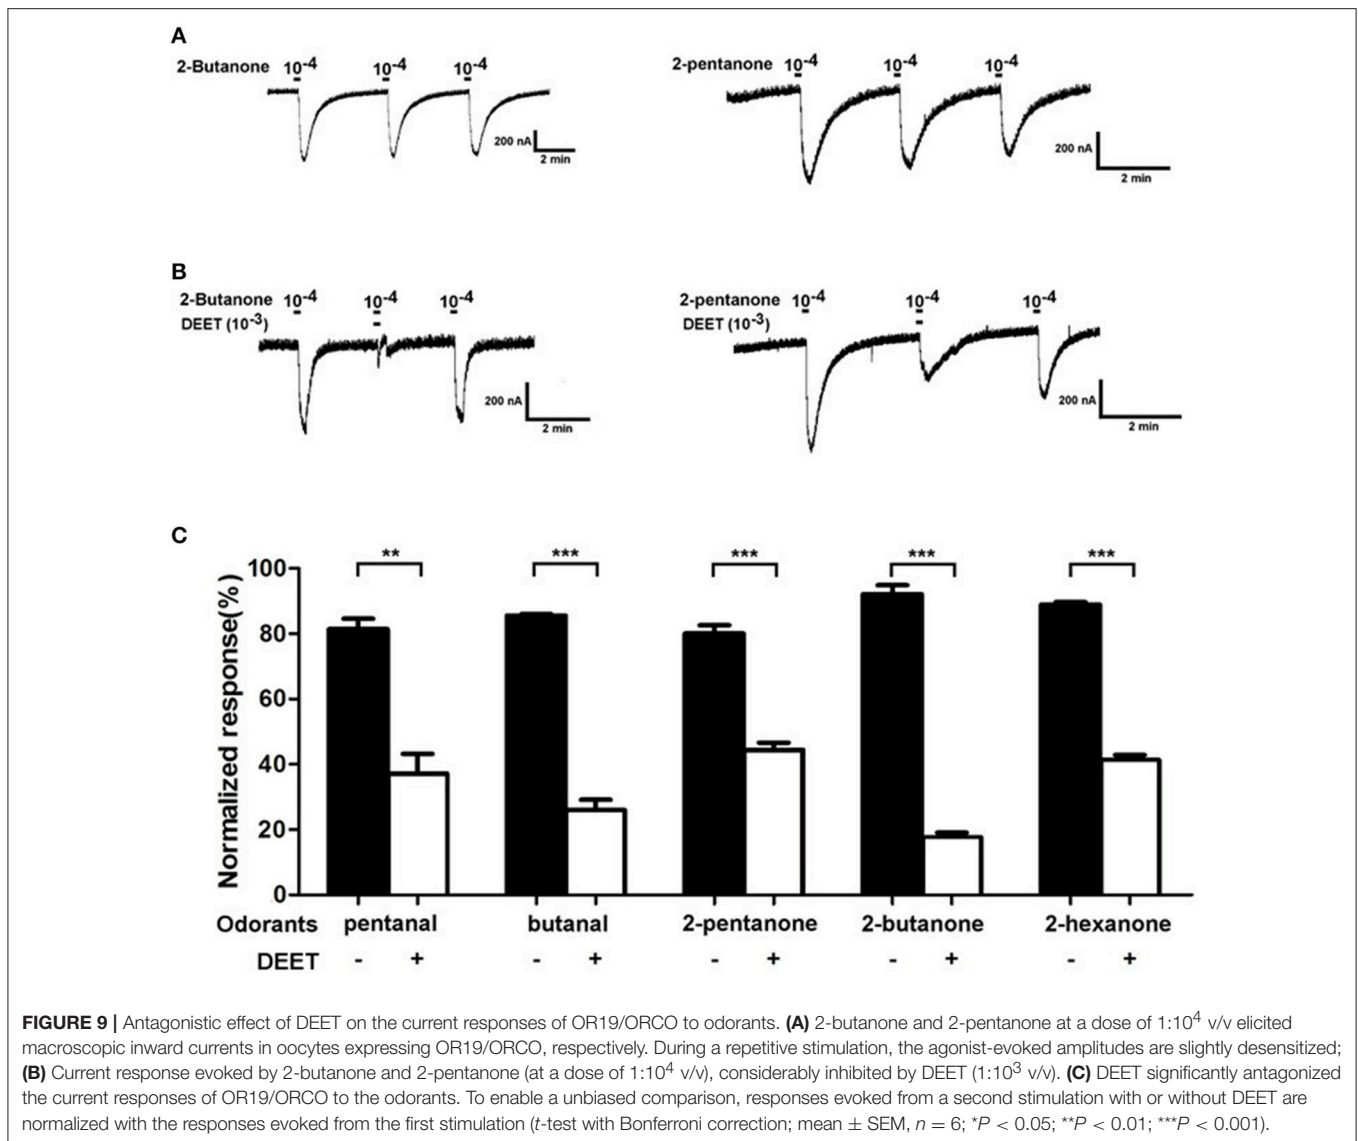 A
2-Butanone 10-4 10-4 10-4
200 nA
2 min
2-pentanone 10-4 10-4 10-4
200 nA
2 min
B
2-Butanone 10-4 10-4 10-4
DEET (10-3)
200 nA
2 min
2-pentanone 10-4 10-4 10-4
DEET (10-3)
200 nA
2 min
C
** *** *** *** ***
Normalized response(%)
100
80
60
40
20
0
Odorants pentanal butanal 2-pentanone 2-butanone 2-hexanone
DEET - + - + - + - + - +
FIGURE 9 | Antagonistic effect of DEET on the current responses of OR19/ORCO to odorants. (A) 2-butanone and 2-pentanone at a dose of 1:10⁴ v/v elicited
macroscopic inward currents in oocytes expressing OR19/ORCO, respectively. During a repetitive stimulation, the agonist-evoked amplitudes are slightly desensitized;
(B) Current response evoked by 2-butanone and 2-pentanone (at a dose of 1:10⁴ v/v), considerably inhibited by DEET (1:10³ v/v). (C) DEET significantly antagonized
the current responses of OR19/ORCO to the odorants. To enable a unbiased comparison, responses evoked from a second stimulation with or without DEET are
normalized with the responses evoked from the first stimulation (t-test with Bonferroni correction; mean ± SEM, n = 6; *P < 0.05; **P < 0.01; ***P < 0.001).